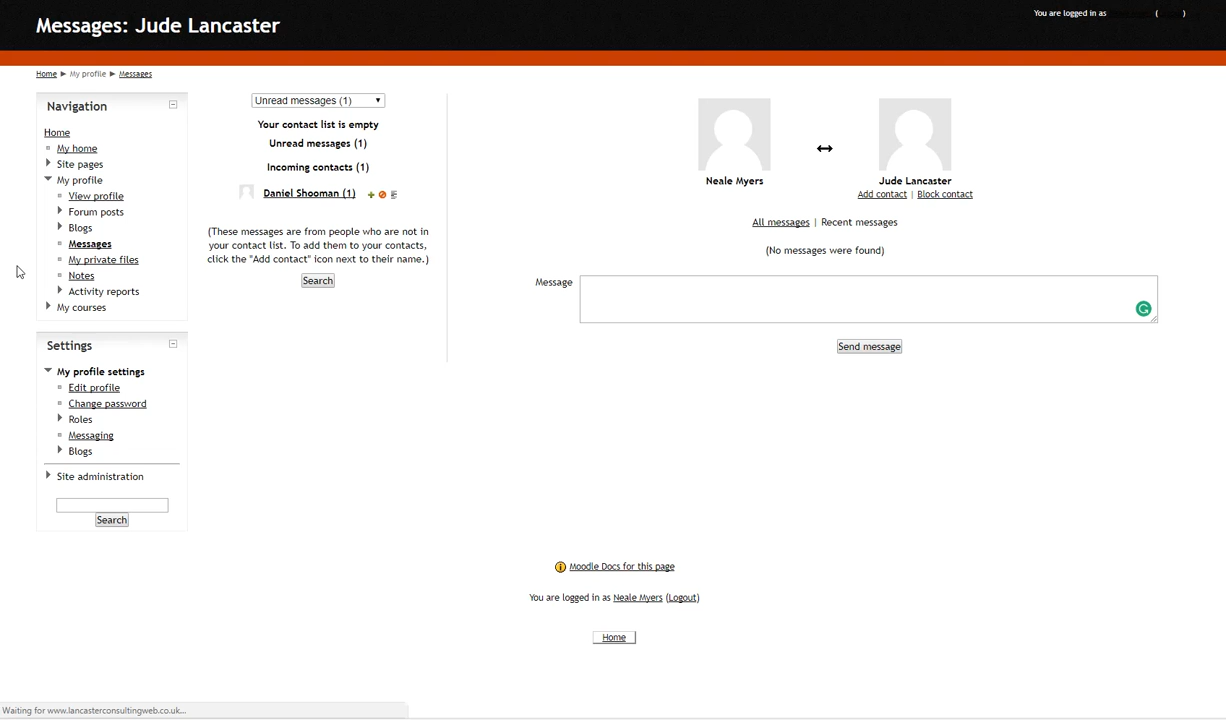 Messages: Jude Lancaster
You are logged in as ( )
Home ► My profile ► Messages
Navigation
Home
My home
Site pages
My profile
View profile
Forum posts
Blogs
Messages
My private files
Notes
Activity reports
My courses
Settings
My profile settings
Edit profile
Change password
Roles
Messaging
Blogs
Site administration
Search
Unread messages (1)
Your contact list is empty
Unread messages (1)
Incoming contacts (1)
Daniel Shooman (1)
(These messages are from people who are not in
your contact list. To add them to your contacts,
click the "Add contact" icon next to their name.)
Search
Neale Myers
Jude Lancaster
Add contact | Block contact
All messages | Recent messages
(No messages were found)
Message
Send message
Moodle Docs for this page
You are logged in as Neale Myers (Logout)
Home
Waiting for www.lancasterconsultingweb.co.uk...